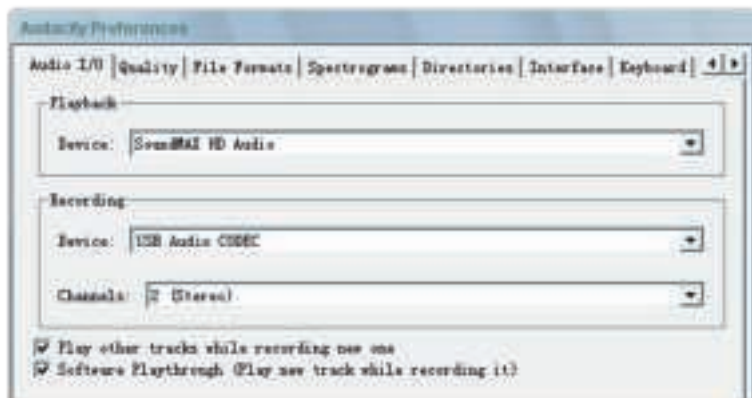 Audacity Preferences
Audio I/O Quality File Formats Spectrograms Directories Interface Keyboard
Playback
Device: SoundMAX HD Audio
Recording
Device: USB Audio CODEC
Channels: 2 (Stereo)
Play other tracks while recording new one
Software Playthrough (Play new track while recording it)